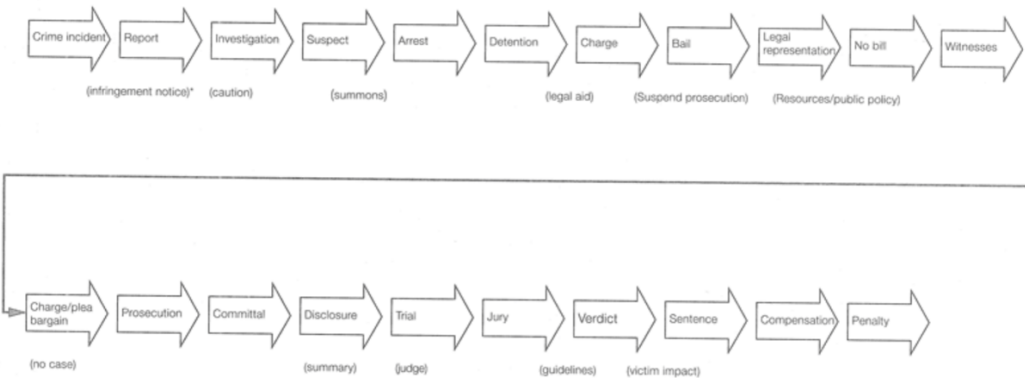 Crime incident
Report
Investigation
Suspect
Arrest
Detention
Charge
Bail
Legal
representation
No bill
Witnesses
(infringement notice)*
(caution)
(summons)
(legal aid)
(Suspend prosecution)
(Resources/public policy)
Charge/plea
bargain
Prosecution
Committal
Disclosure
Trial
Jury
Verdict
Sentence
Compensation
Penalty
(no case)
(summary)
(judge)
(guidelines)
(victim impact)